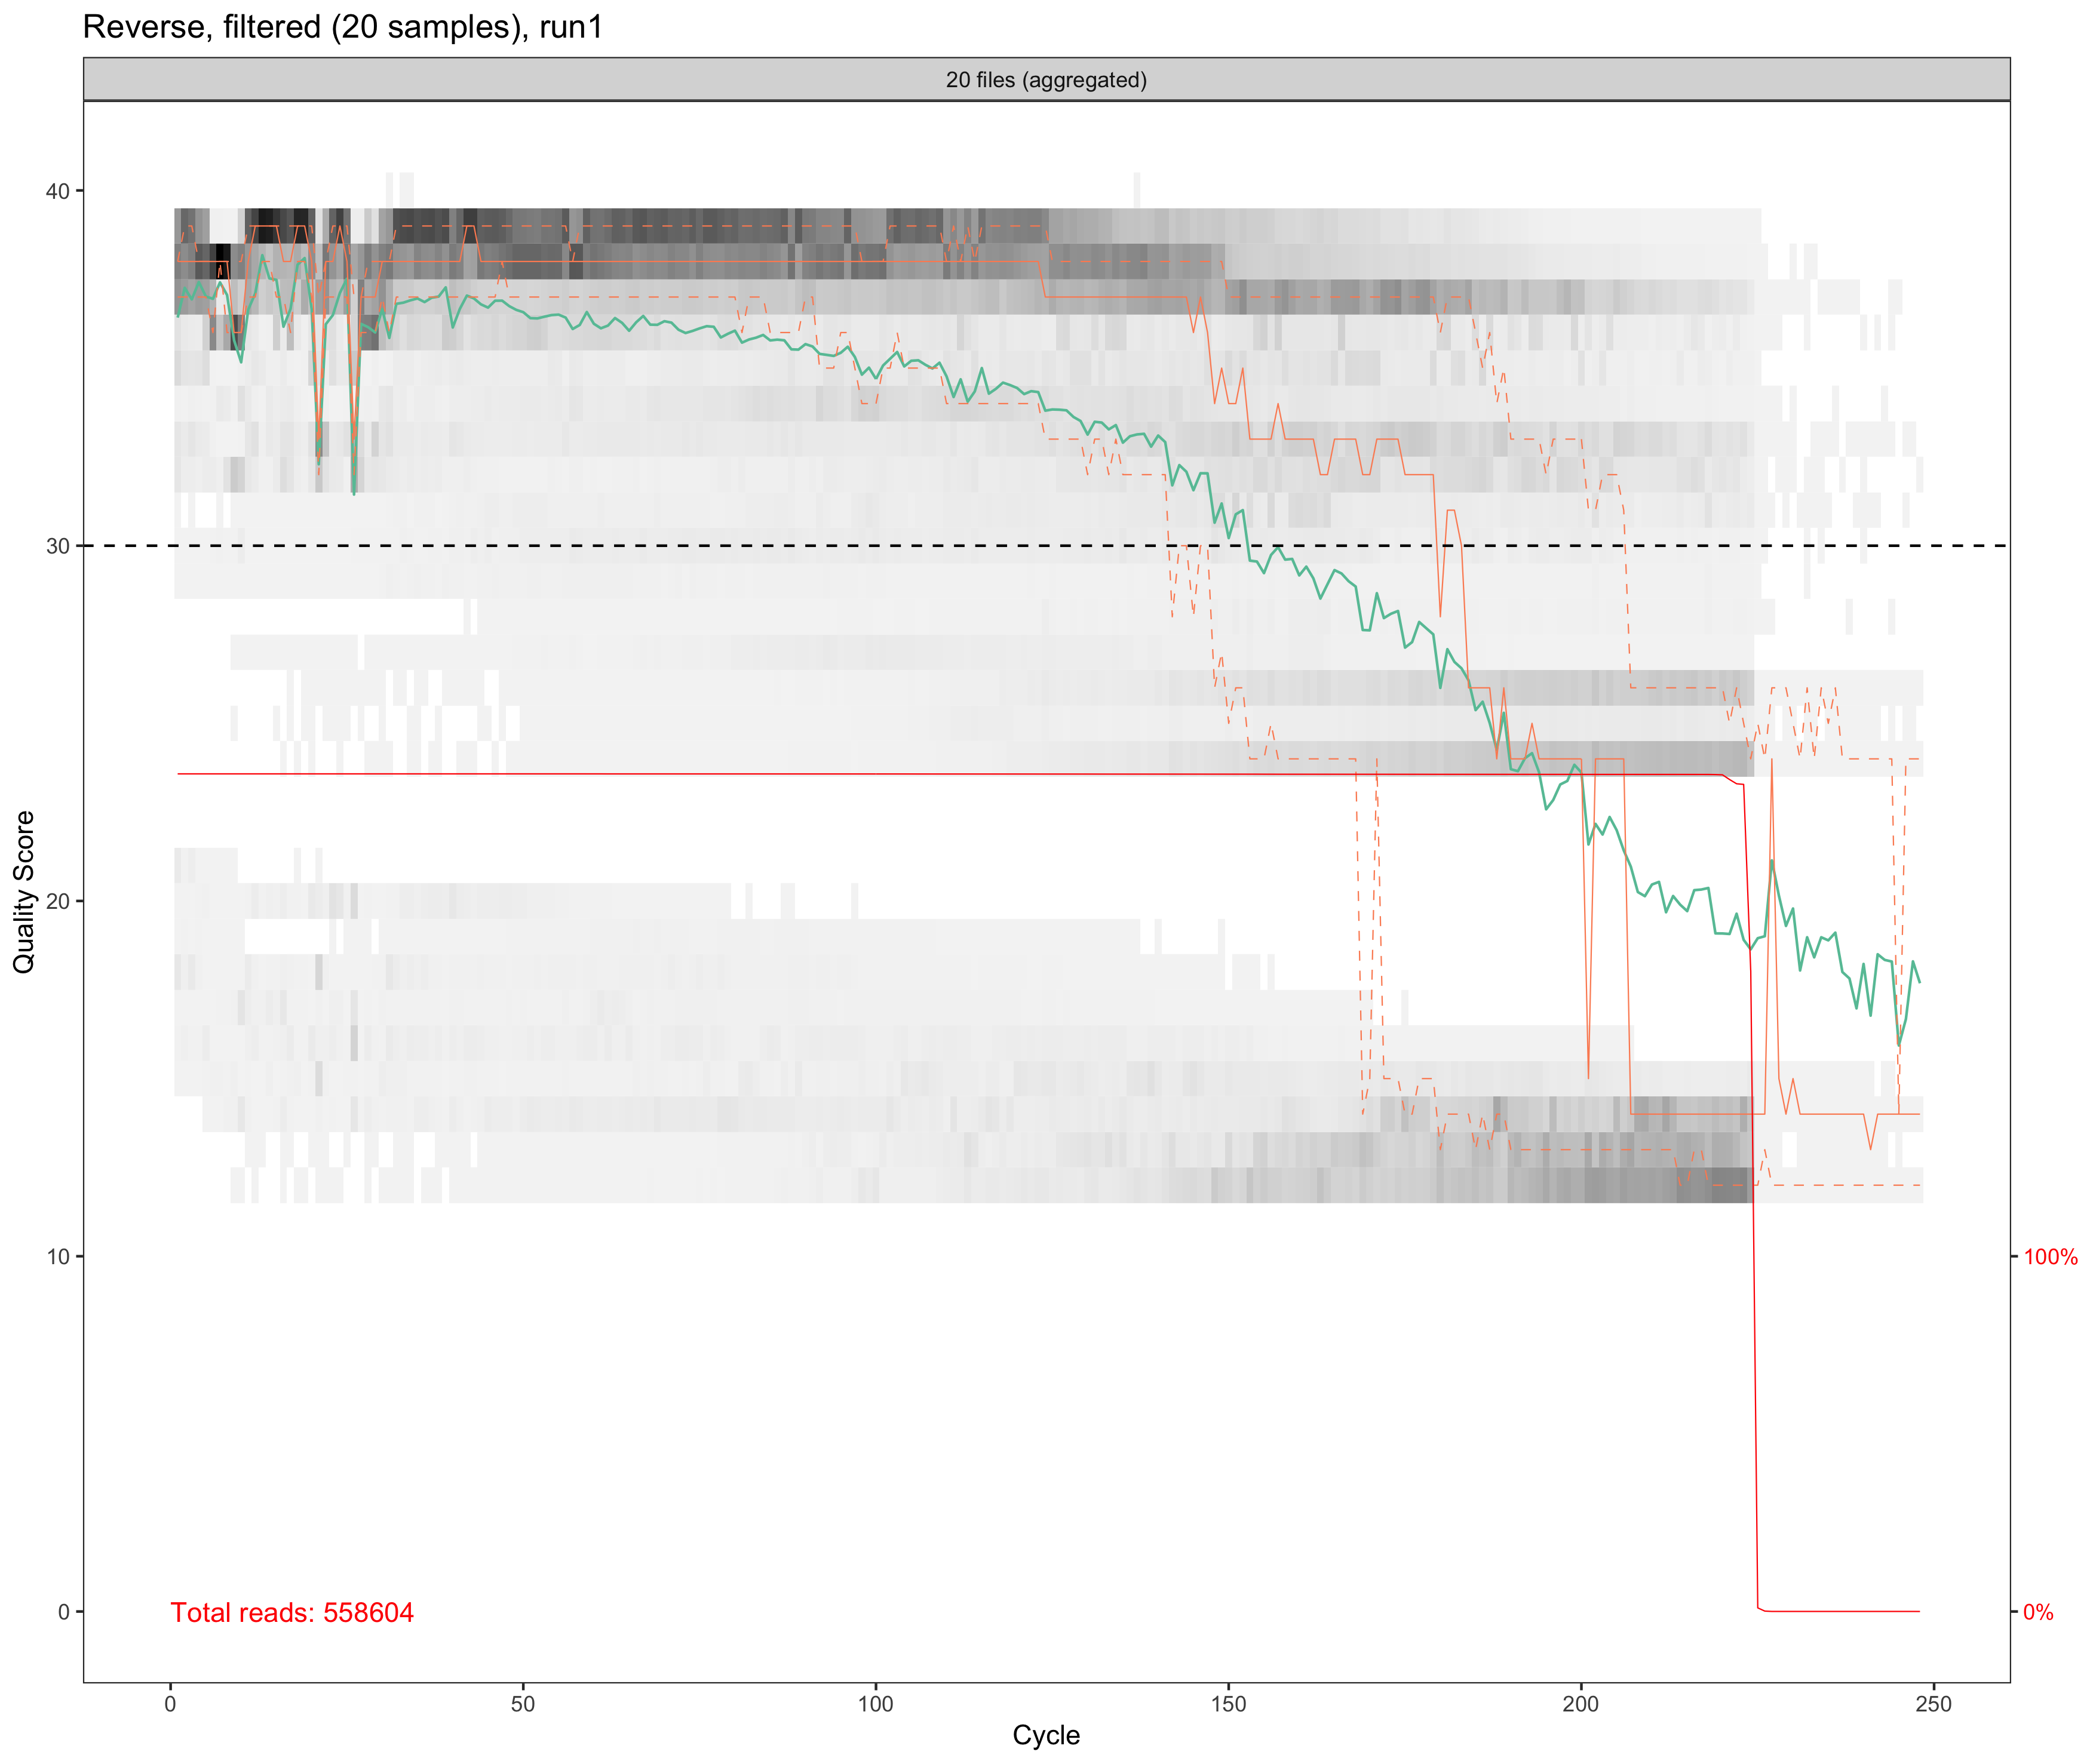 Reverse, filtered (20 samples), run1
20 files (aggregated)
Quality Score
40
30
20
10
0
100%
0%
Total reads: 558604
0 50 100 150 200 250
Cycle